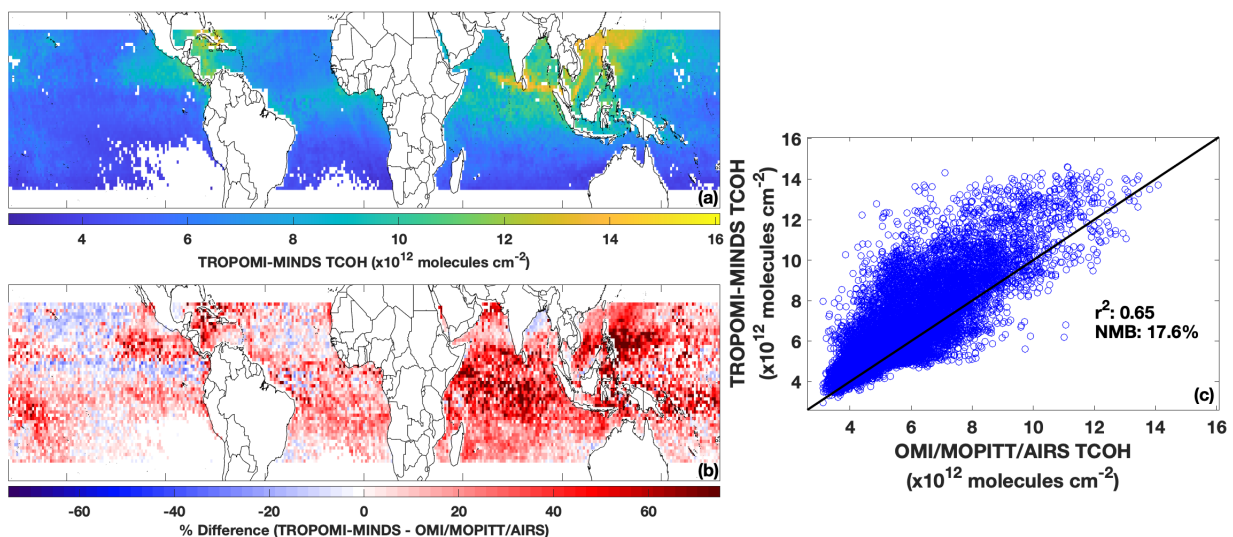 (a)
4 6 8 10 12 14 16
TROPOMI-MINDS TCOH (x10¹² molecules cm⁻²)
(b)
-60 -40 -20 0 20 40 60
% Difference (TROPOMI-MINDS - OMI/MOPITT/AIRS)
TROPOMI-MINDS TCOH
(x10¹² molecules cm⁻²)
16
14
12
10
8
6
4
r²: 0.65
NMB: 17.6%
(c)
4 6 8 10 12 14 16
OMI/MOPITT/AIRS TCOH
(x10¹² molecules cm⁻²)